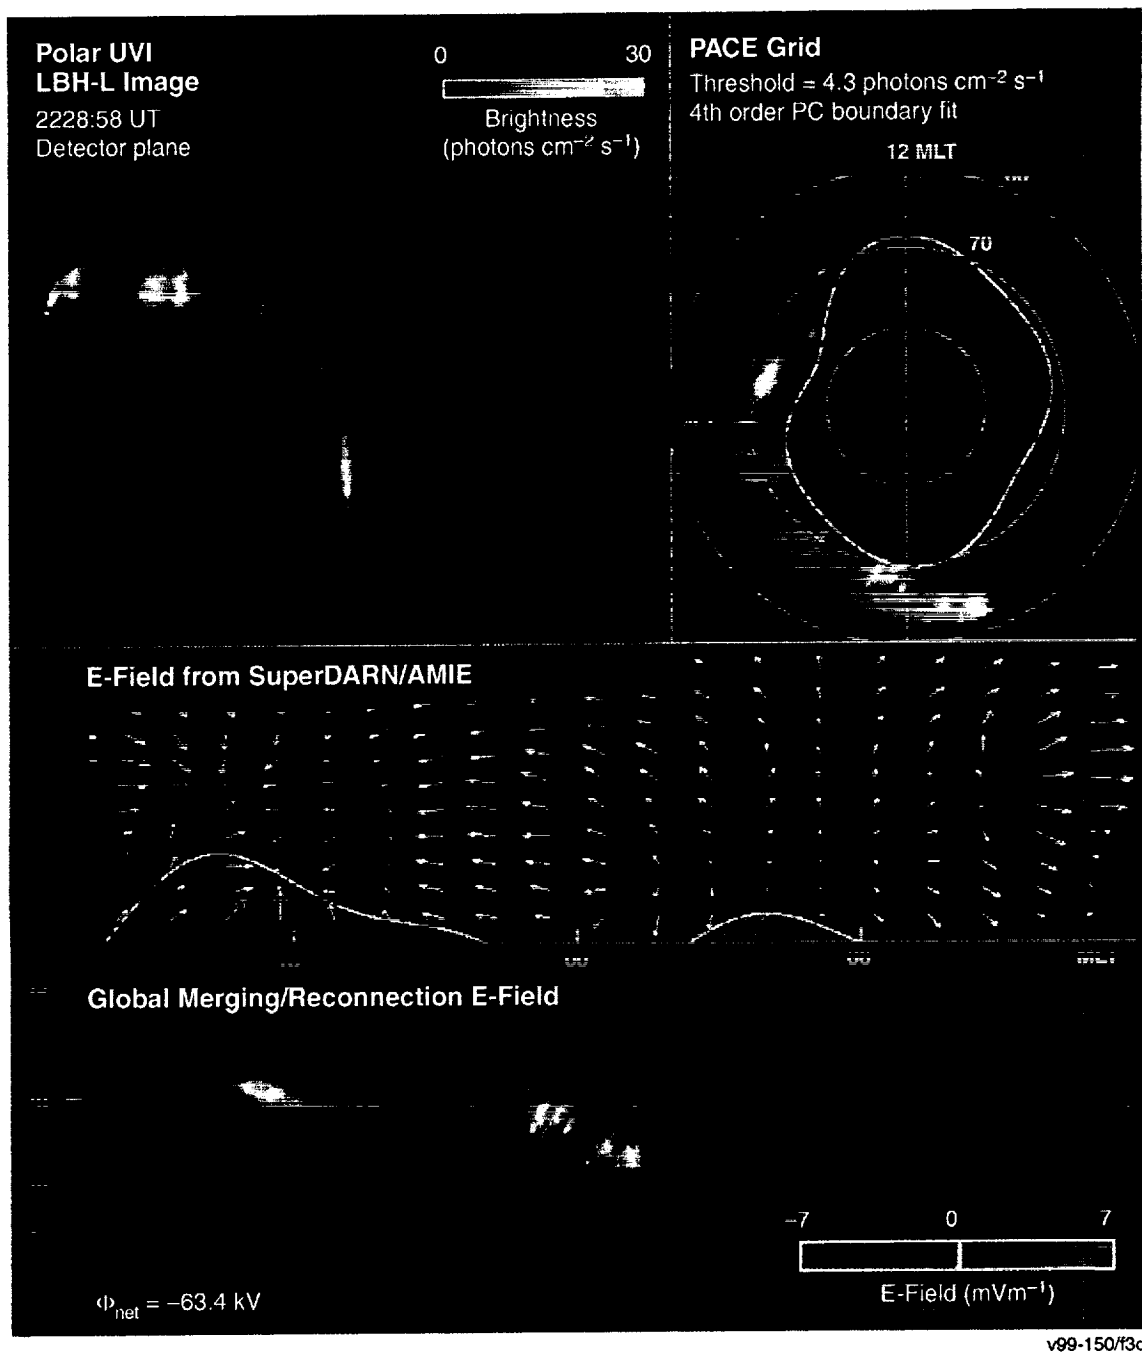 Polar UVI
LBH-L Image
2228:58 UT
Detector plane
0 30
Brightness
(photons cm⁻² s⁻¹)
PACE Grid
Threshold = 4.3 photons cm⁻² s⁻¹
4th order PC boundary fit
12 MLT
70
E-Field from SuperDARN/AMIE
MLT
Global Merging/Reconnection E-Field
–7 0 7
E-Field (mVm⁻¹)
Φnet = –63.4 kV
v99-150/f3c